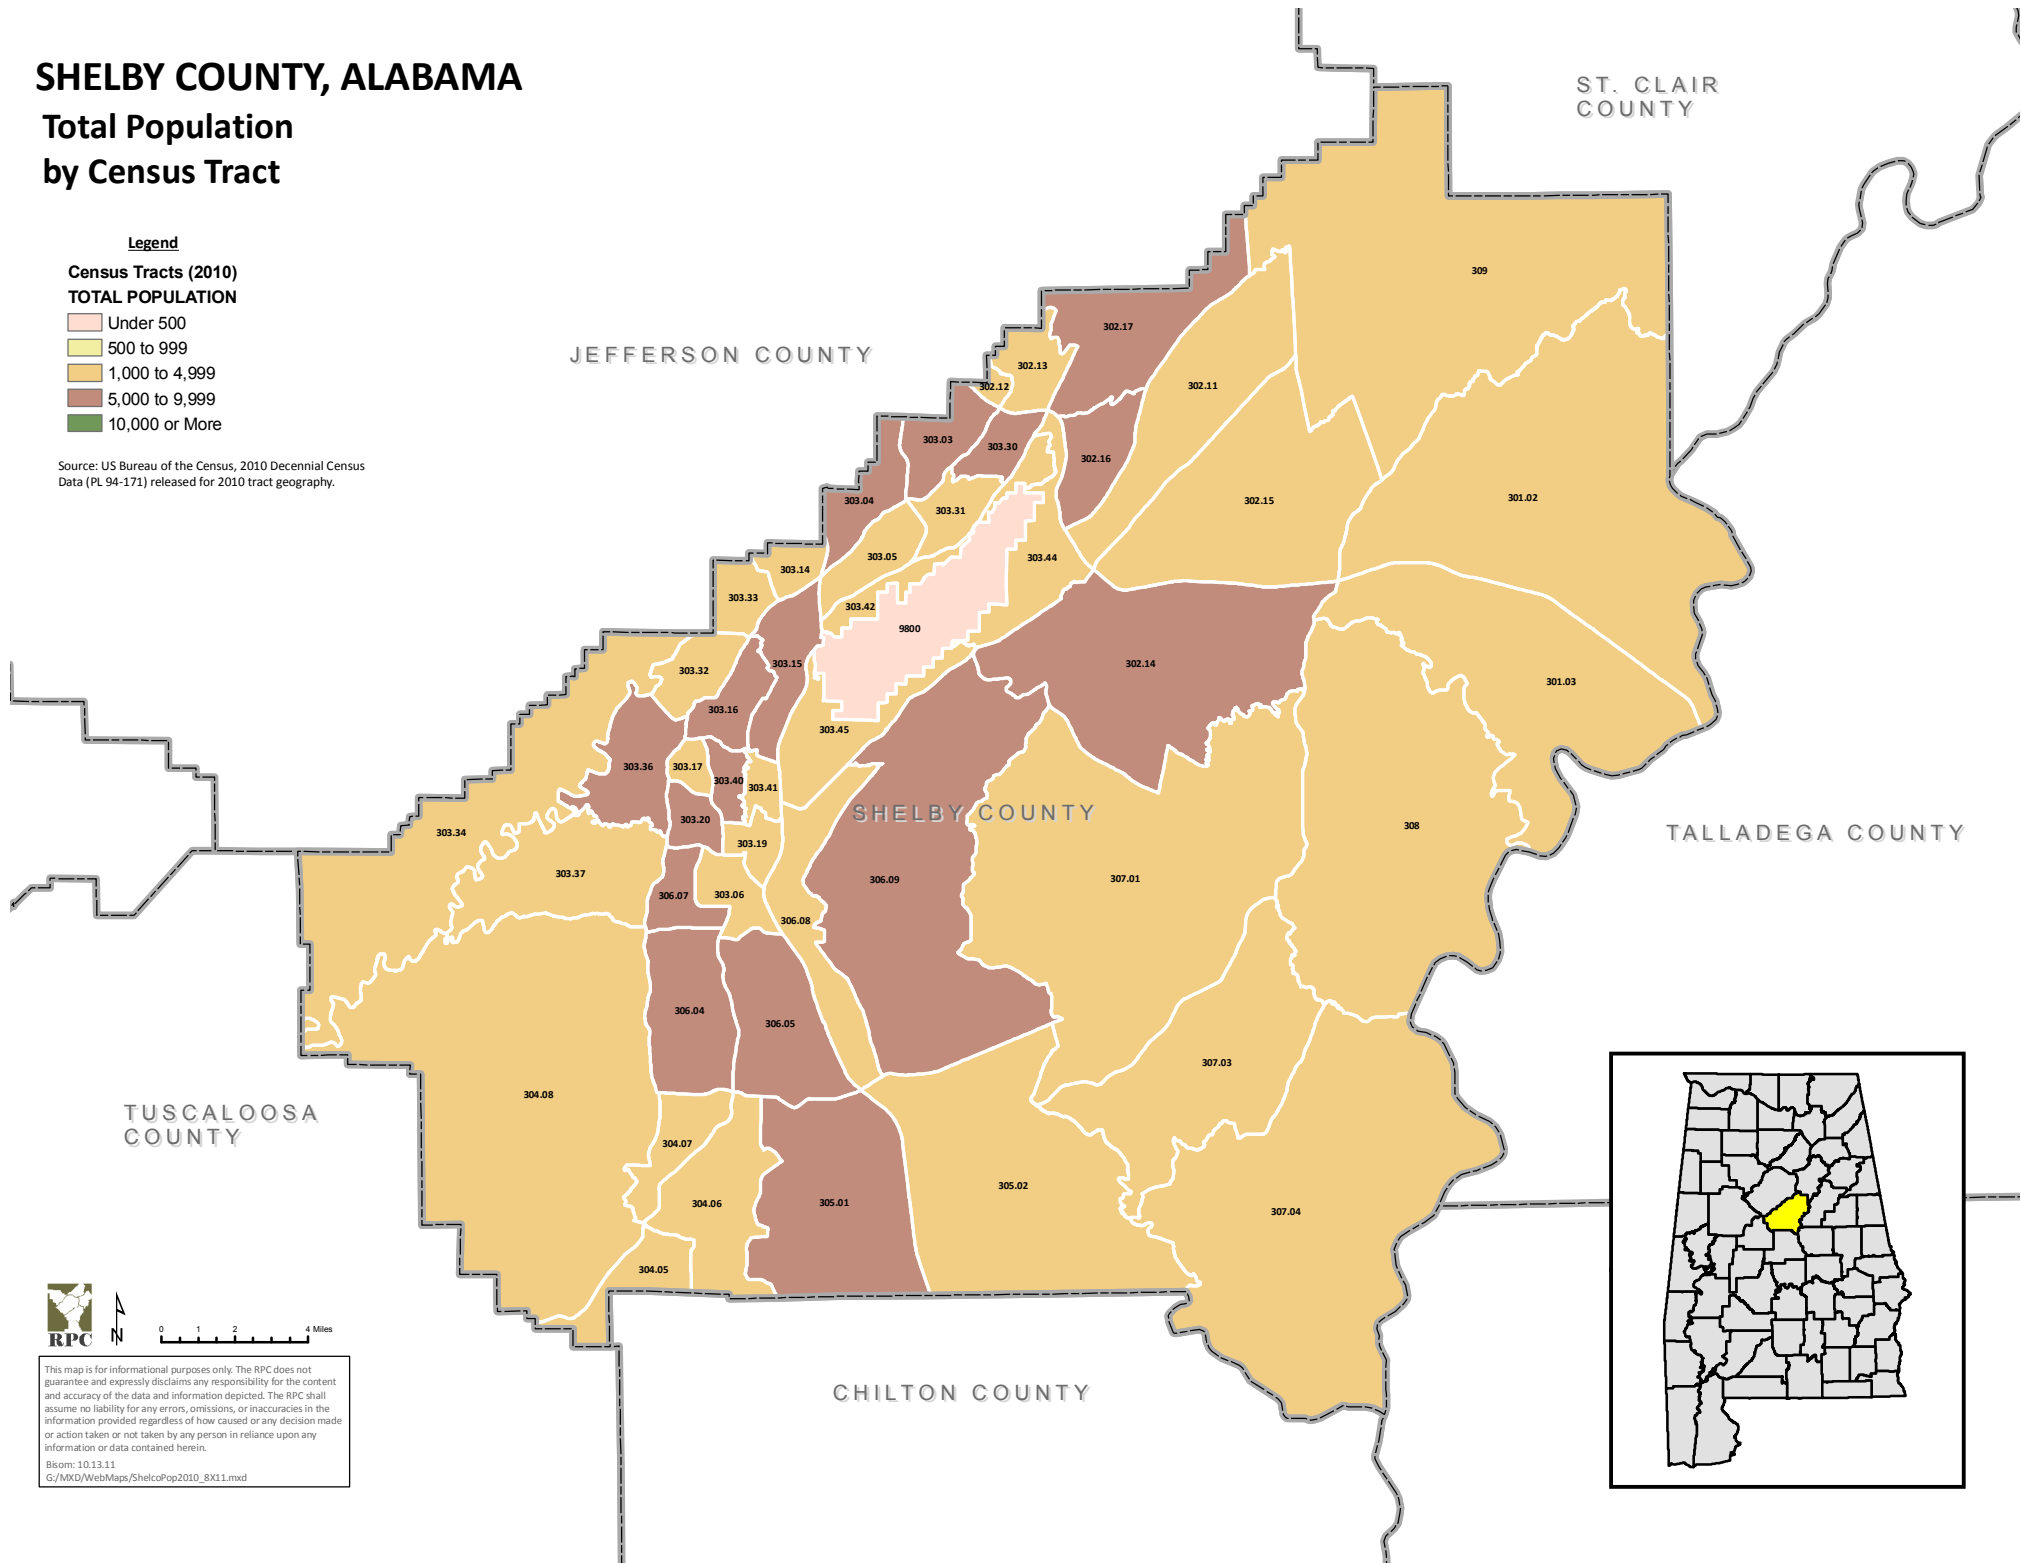 SHELBY COUNTY, ALABAMA
Total Population
by Census Tract
Legend
Census Tracts (2010)
TOTAL POPULATION
Under 500
500 to 999
1,000 to 4,999
5,000 to 9,999
10,000 or More
Source: US Bureau of the Census, 2010 Decennial Census
Data (PL 94-171) released for 2010 tract geography.
ST. CLAIR
COUNTY
JEFFERSON COUNTY
309
302.17
302.13
302.12
302.11
303.03
303.30
302.16
303.04
303.31
302.15
301.02
303.05
303.44
303.14
303.33
303.42
9800
303.15
302.14
303.32
301.03
303.16
303.45
303.36
303.17
303.40
303.41
SHELBY COUNTY
303.20
303.34
303.19
308
TALLADEGA COUNTY
303.37
306.09
307.01
306.07
303.06
306.08
306.04
306.05
307.03
304.08
TUSCALOOSA
COUNTY
304.07
305.02
304.06
305.01
307.04
304.05
RPC
N
0 1 2 4 Miles
CHILTON COUNTY
This map is for informational purposes only. The RPC does not
guarantee and expressly disclaims any responsibility for the content
and accuracy of the data and information depicted. The RPC shall
assume no liability for any errors, omissions, or inaccuracies in the
information provided regardless of how caused or any decision made
or action taken or not taken by any person in reliance upon any
information or data contained herein.
Bisom: 10.13.11
G:/MXD/WebMaps/ShelcoPop2010_8X11.mxd